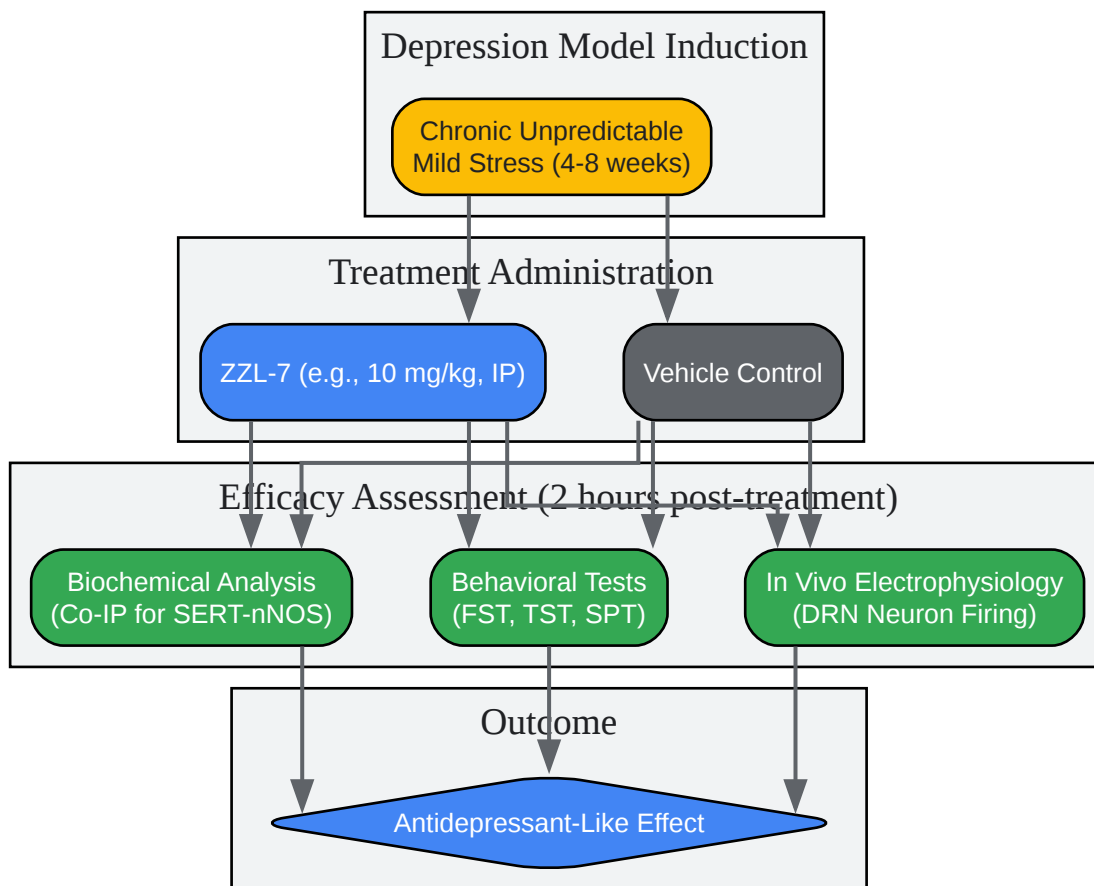 Depression Model Induction
Chronic Unpredictable
Mild Stress (4-8 weeks)
Treatment Administration
ZZL-7 (e.g., 10 mg/kg, IP)
Vehicle Control
Efficacy Assessment (2 hours post-treatment)
Biochemical Analysis
(Co-IP for SERT-nNOS)
Behavioral Tests
(FST, TST, SPT)
In Vivo Electrophysiology
(DRN Neuron Firing)
Outcome
Antidepressant-Like Effect